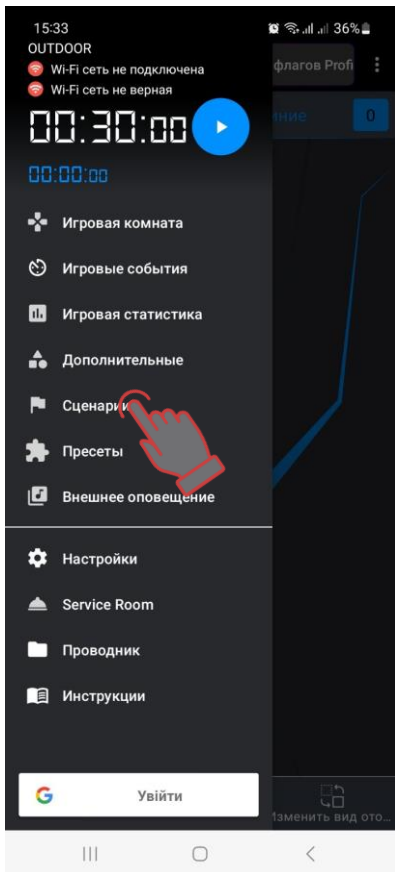 15:33
36%
OUTDOOR
Wi-Fi сеть не подключена
флагов Profi
Wi-Fi сеть не верная
00:30:00
ние
0
00:00:00
Игровая комната
Игровые события
Игровая статистика
Дополнительные
Сценарии
Пресеты
Внешнее оповещение
Настройки
Service Room
Проводник
Инструкции
G
Увійти
Изменить вид ото...